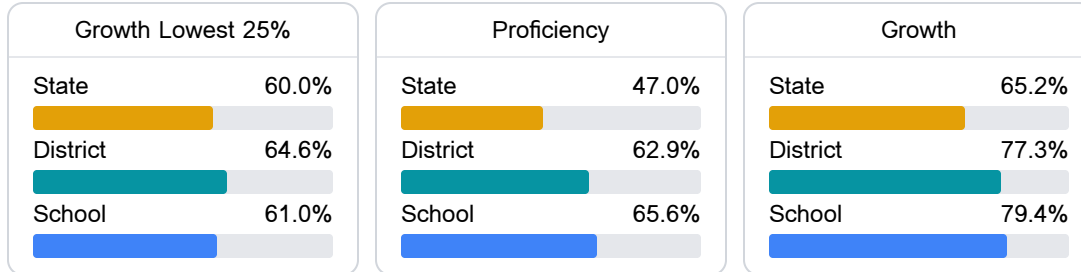 Growth Lowest 25%
State 60.0%
District 64.6%
School 61.0%
Proficiency
State 47.0%
District 62.9%
School 65.6%
Growth
State 65.2%
District 77.3%
School 79.4%